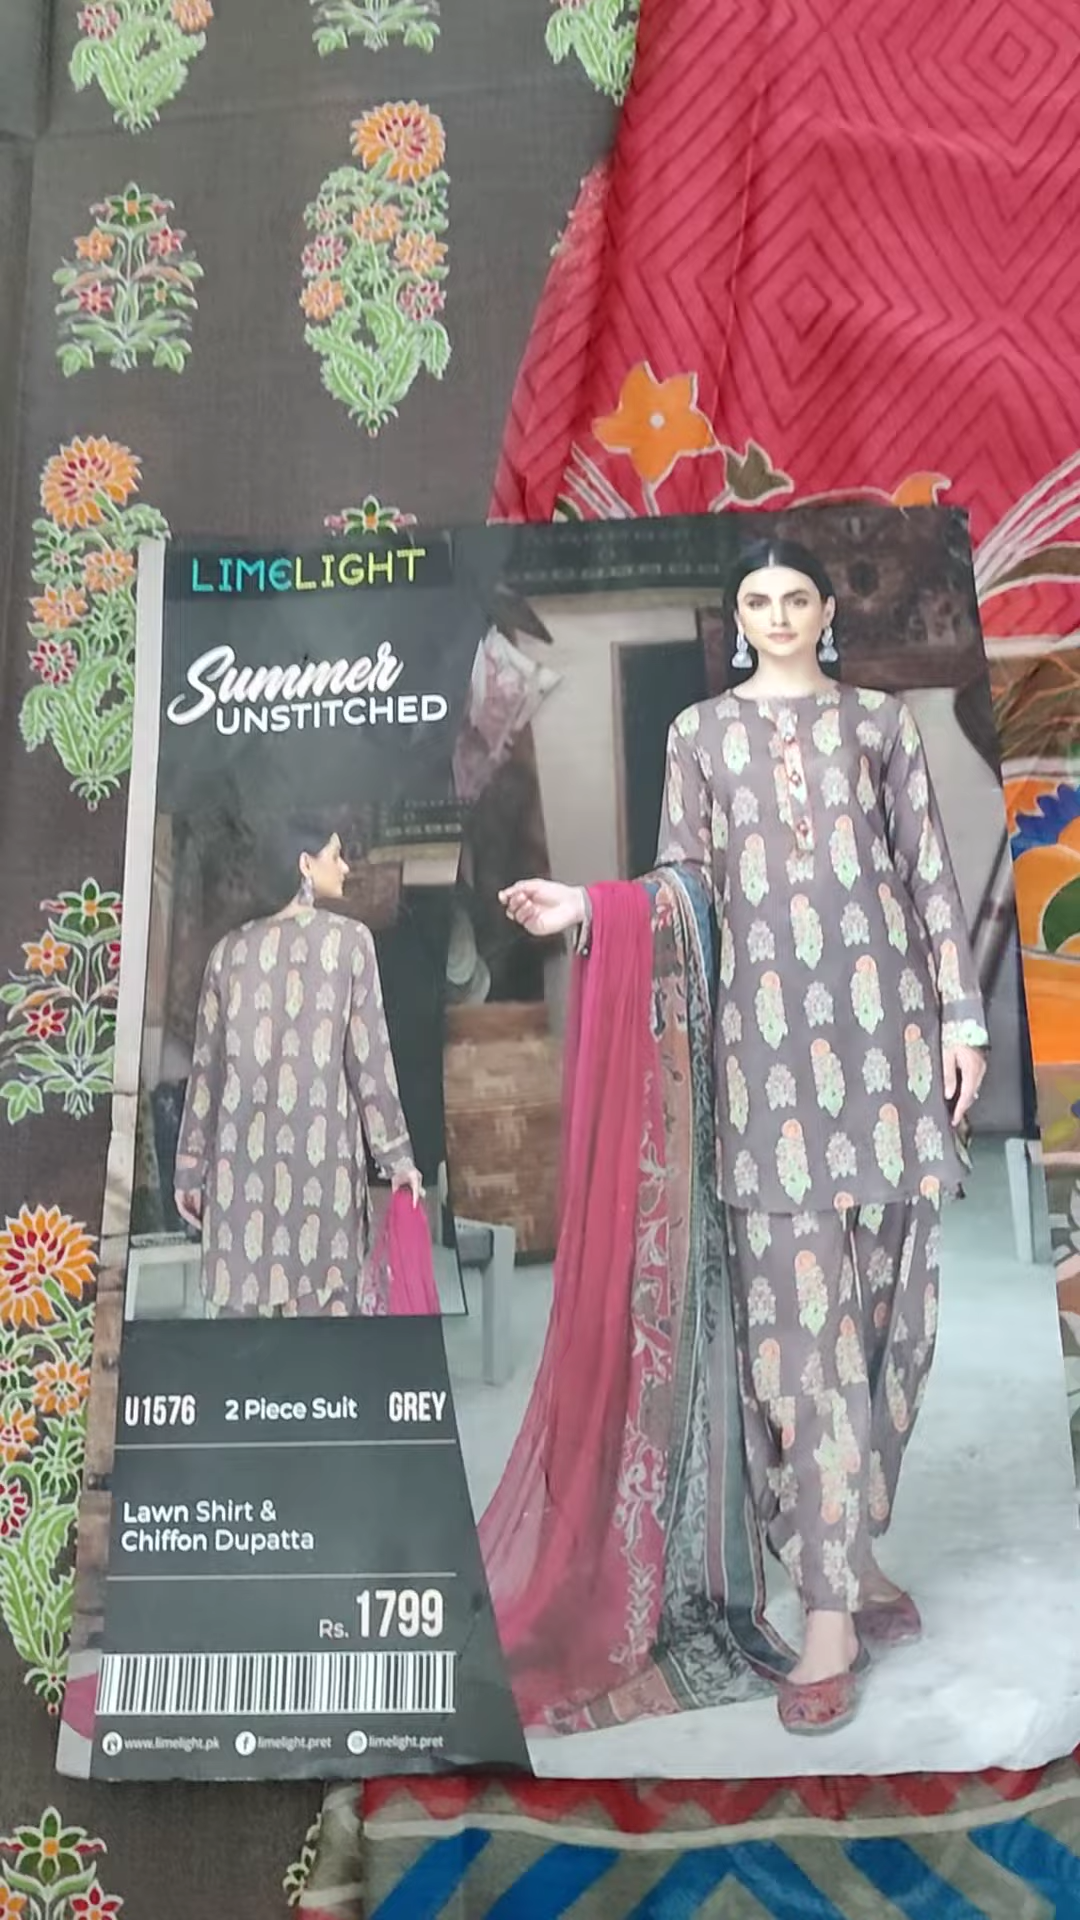 LIMELIGHT
Summer
UNSTITCHED
U1576 2 Piece Suit GREY
Lawn Shirt &
Chiffon Dupatta
Rs. 1799
www.limelight.pk limelight.pret limelight.pret